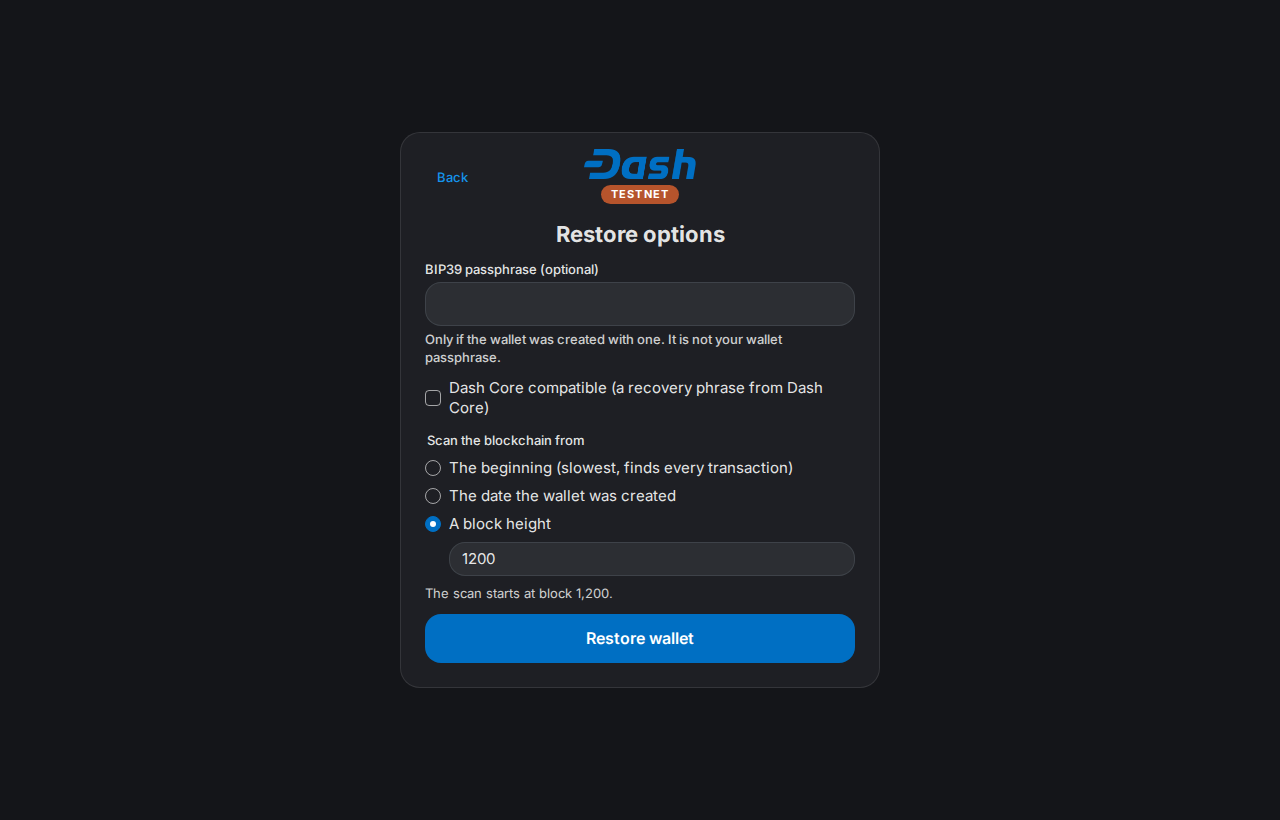 Back
Dash
TESTNET
Restore options
BIP39 passphrase (optional)
Only if the wallet was created with one. It is not your wallet
passphrase.
Dash Core compatible (a recovery phrase from Dash
Core)
Scan the blockchain from
The beginning (slowest, finds every transaction)
The date the wallet was created
A block height
1200
The scan starts at block 1,200.
Restore wallet